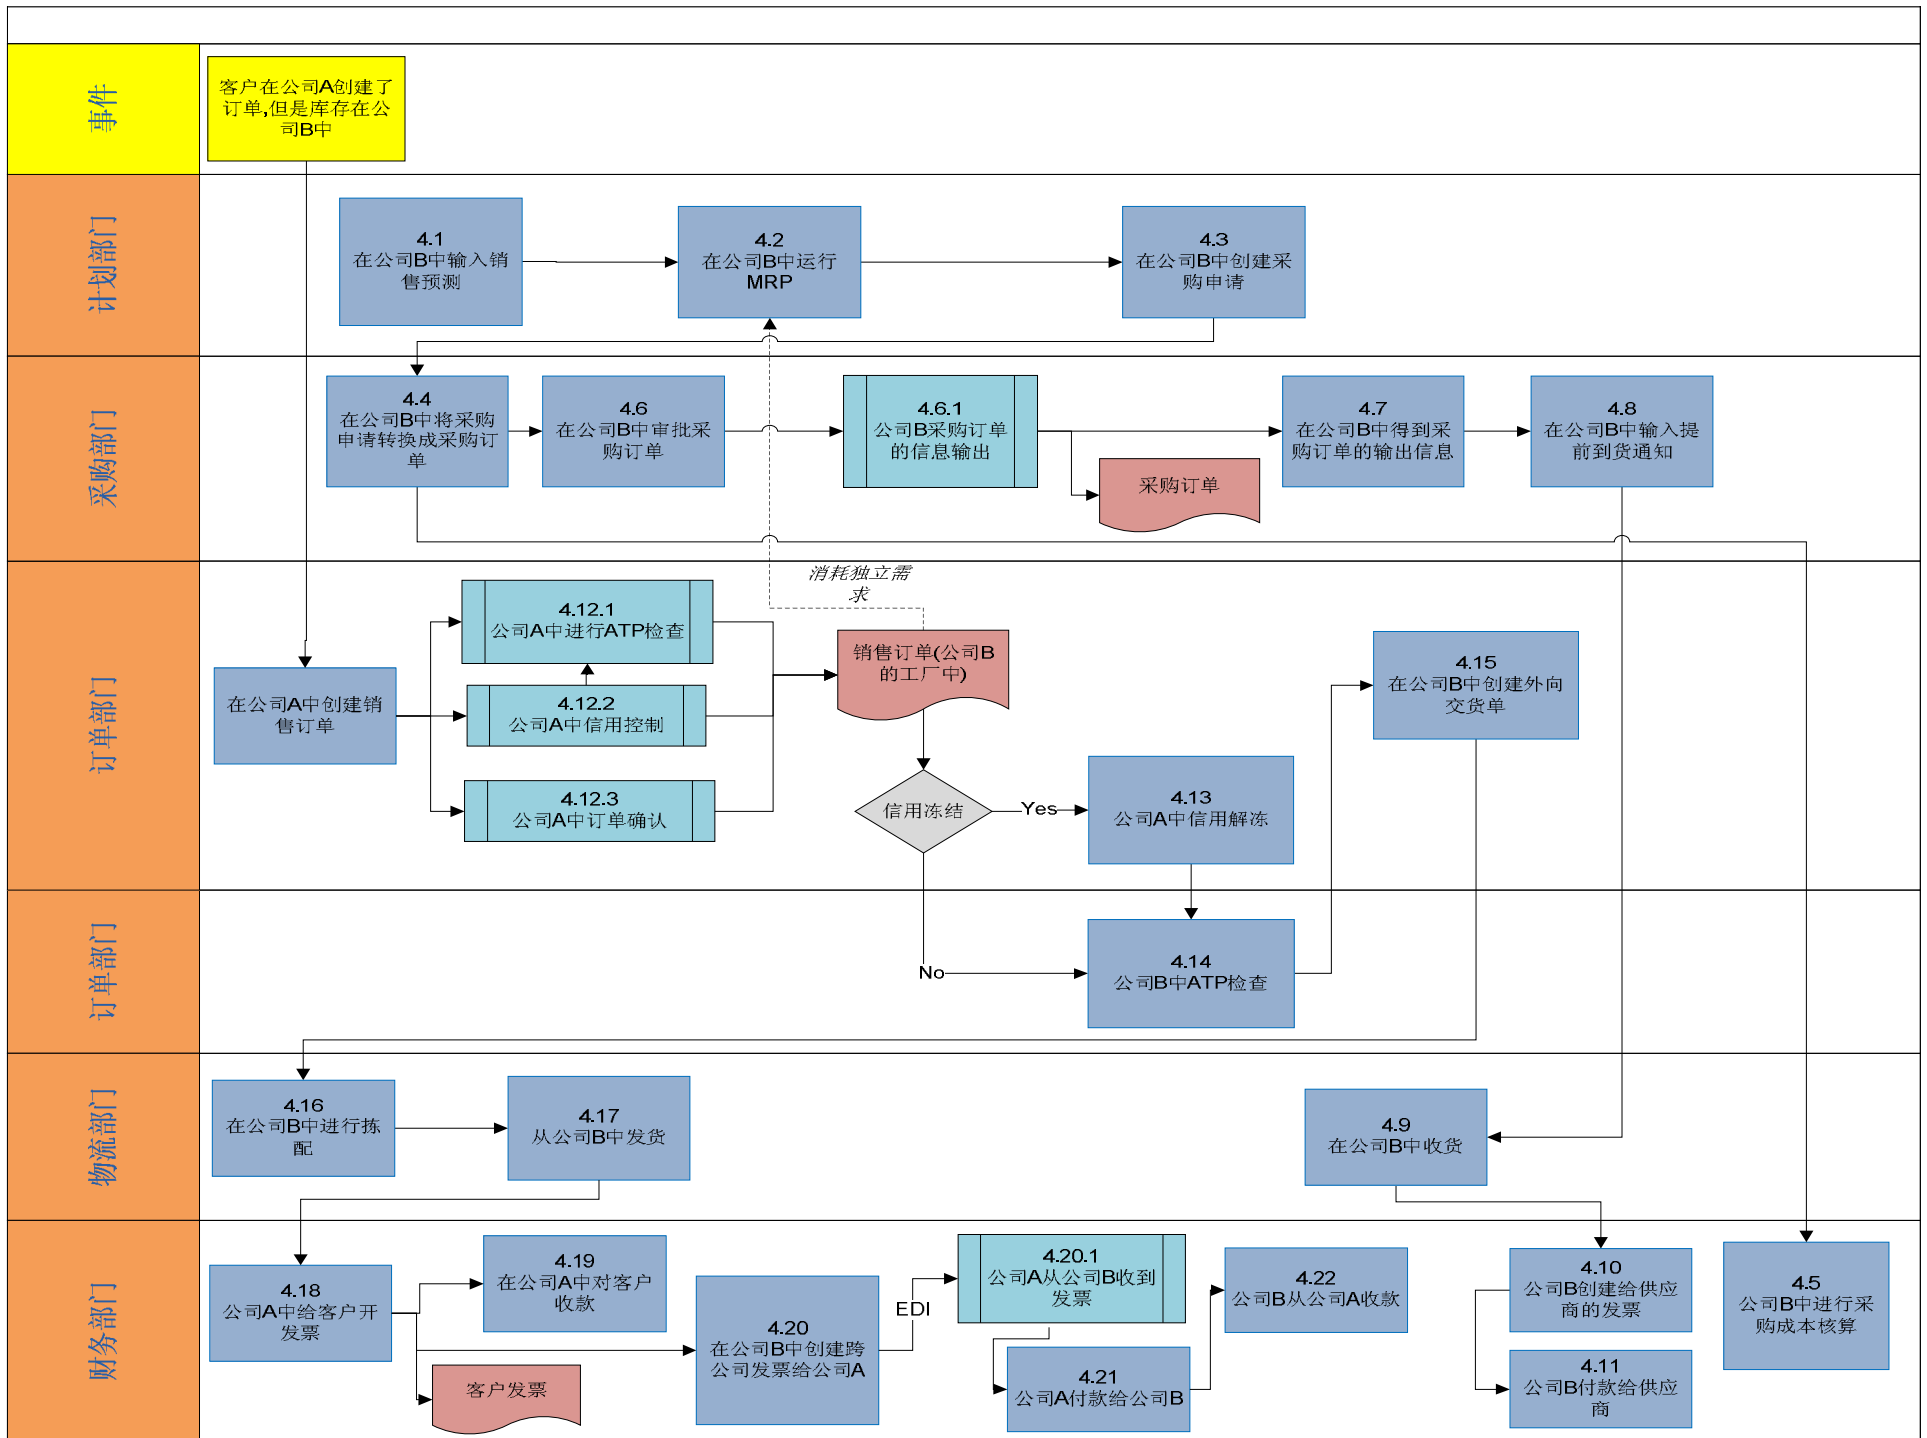 事件
客户在公司A创建了
订单,但是库存在公
司B中
计划部门
4.1
在公司B中输入销
售预测
4.2
在公司B中运行
MRP
4.3
在公司B中创建采
购申请
采购部门
4.4
在公司B中将采购
申请转换成采购订
单
4.6
在公司B中审批采
购订单
4.6.1
公司B采购订单
的信息输出
采购订单
4.7
在公司B中得到采
购订单的输出信息
4.8
在公司B中输入提
前到货通知
订单部门
在公司A中创建销
售订单
4.12.1
公司A中进行ATP检查
4.12.2
公司A中信用控制
4.12.3
公司A中订单确认
消耗独立需
求
销售订单(公司B
的工厂中)
信用冻结
Yes
4.13
公司A中信用解冻
4.15
在公司B中创建外向
交货单
订单部门
No
4.14
公司B中ATP检查
物流部门
4.16
在公司B中进行拣
配
4.17
从公司B中发货
4.9
在公司B中收货
财务部门
4.18
公司A中给客户开
发票
4.19
在公司A中对客户
收款
客户发票
4.20
在公司B中创建跨
公司发票给公司A
EDI
4.20.1
公司A从公司B收到
发票
4.21
公司A付款给公司B
4.22
公司B从公司A收款
4.10
公司B创建给供应
商的发票
4.11
公司B付款给供应
商
4.5
公司B中进行采
购成本核算